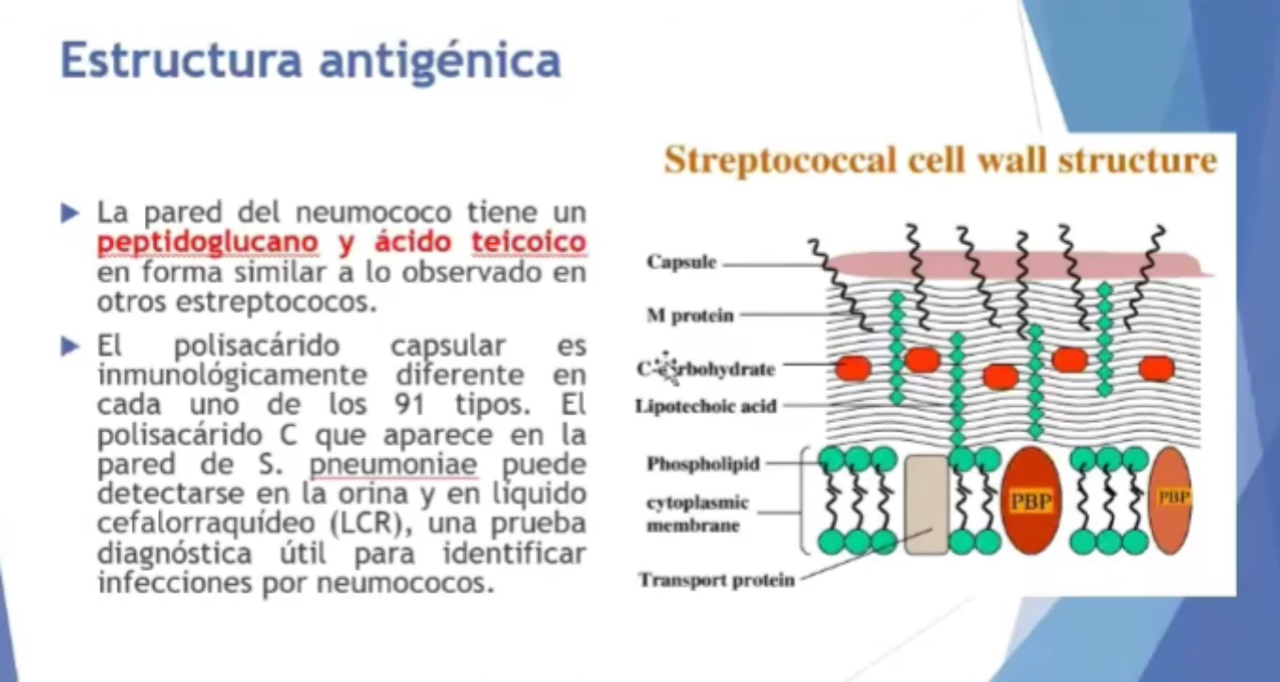 Estructura antigénica
La pared del neumococo tiene un
peptidoglucano y ácido teicoico
en forma similar a lo observado en
otros estreptococos.
El polisacárido capsular es
inmunológicamente diferente en
cada uno de los 91 tipos. El
polisacárido C que aparece en la
pared de S. pneumoniae puede
detectarse en la orina y en líquido
cefalorraquídeo (LCR), una prueba
diagnóstica útil para identificar
infecciones por neumococos.
Streptococcal cell wall structure
Capsule
M protein
Lipotechoic acid
Phospholipid
cytoplasmic
membrane
Transport protein
PBP
PBP